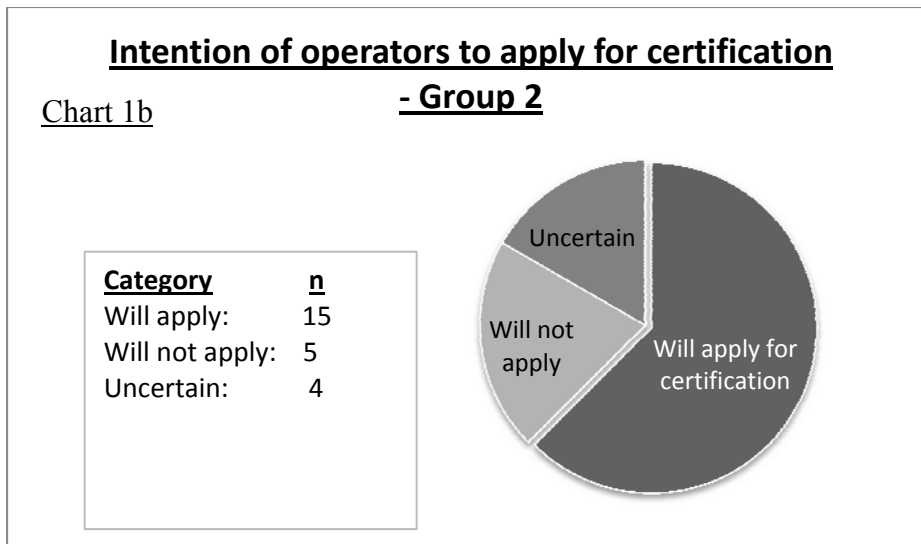 Intention of operators to apply for certification
- Group 2
Chart 1b
Category n
Will apply: 15
Will not apply: 5
Uncertain: 4
Uncertain
Will not
apply
Will apply for
certification